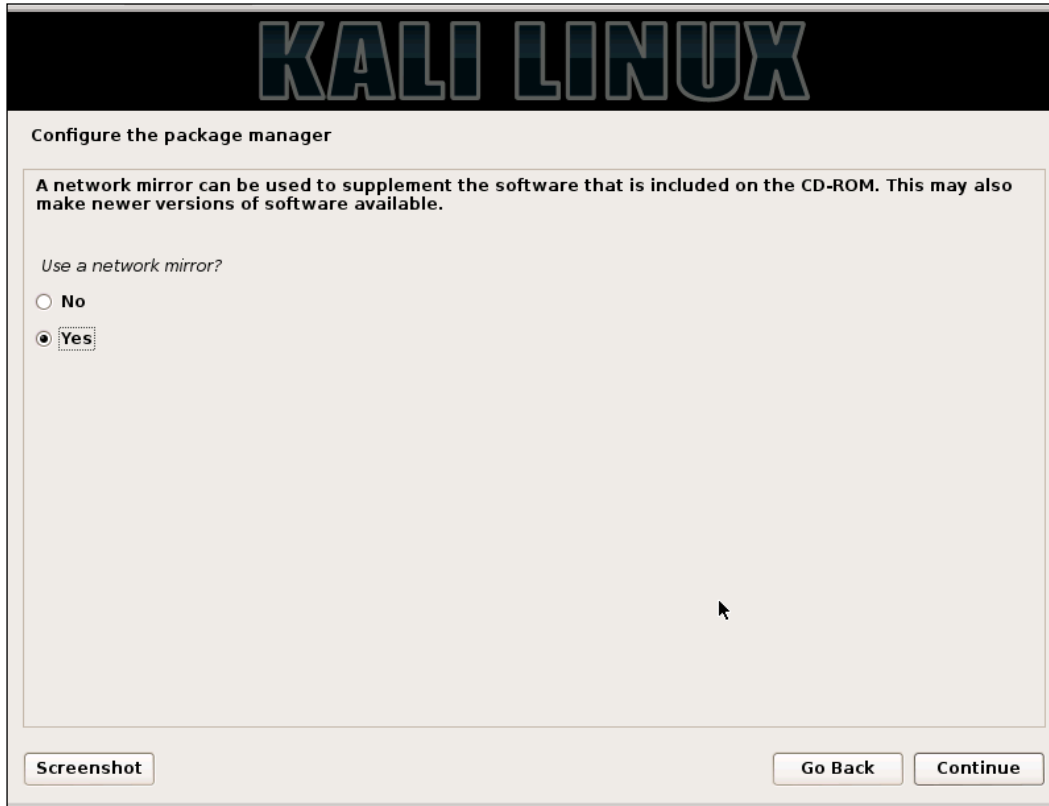 KALI LINUX
Configure the package manager
A network mirror can be used to supplement the software that is included on the CD-ROM. This may also
make newer versions of software available.
Use a network mirror?
No
Yes
Screenshot
Go Back
Continue